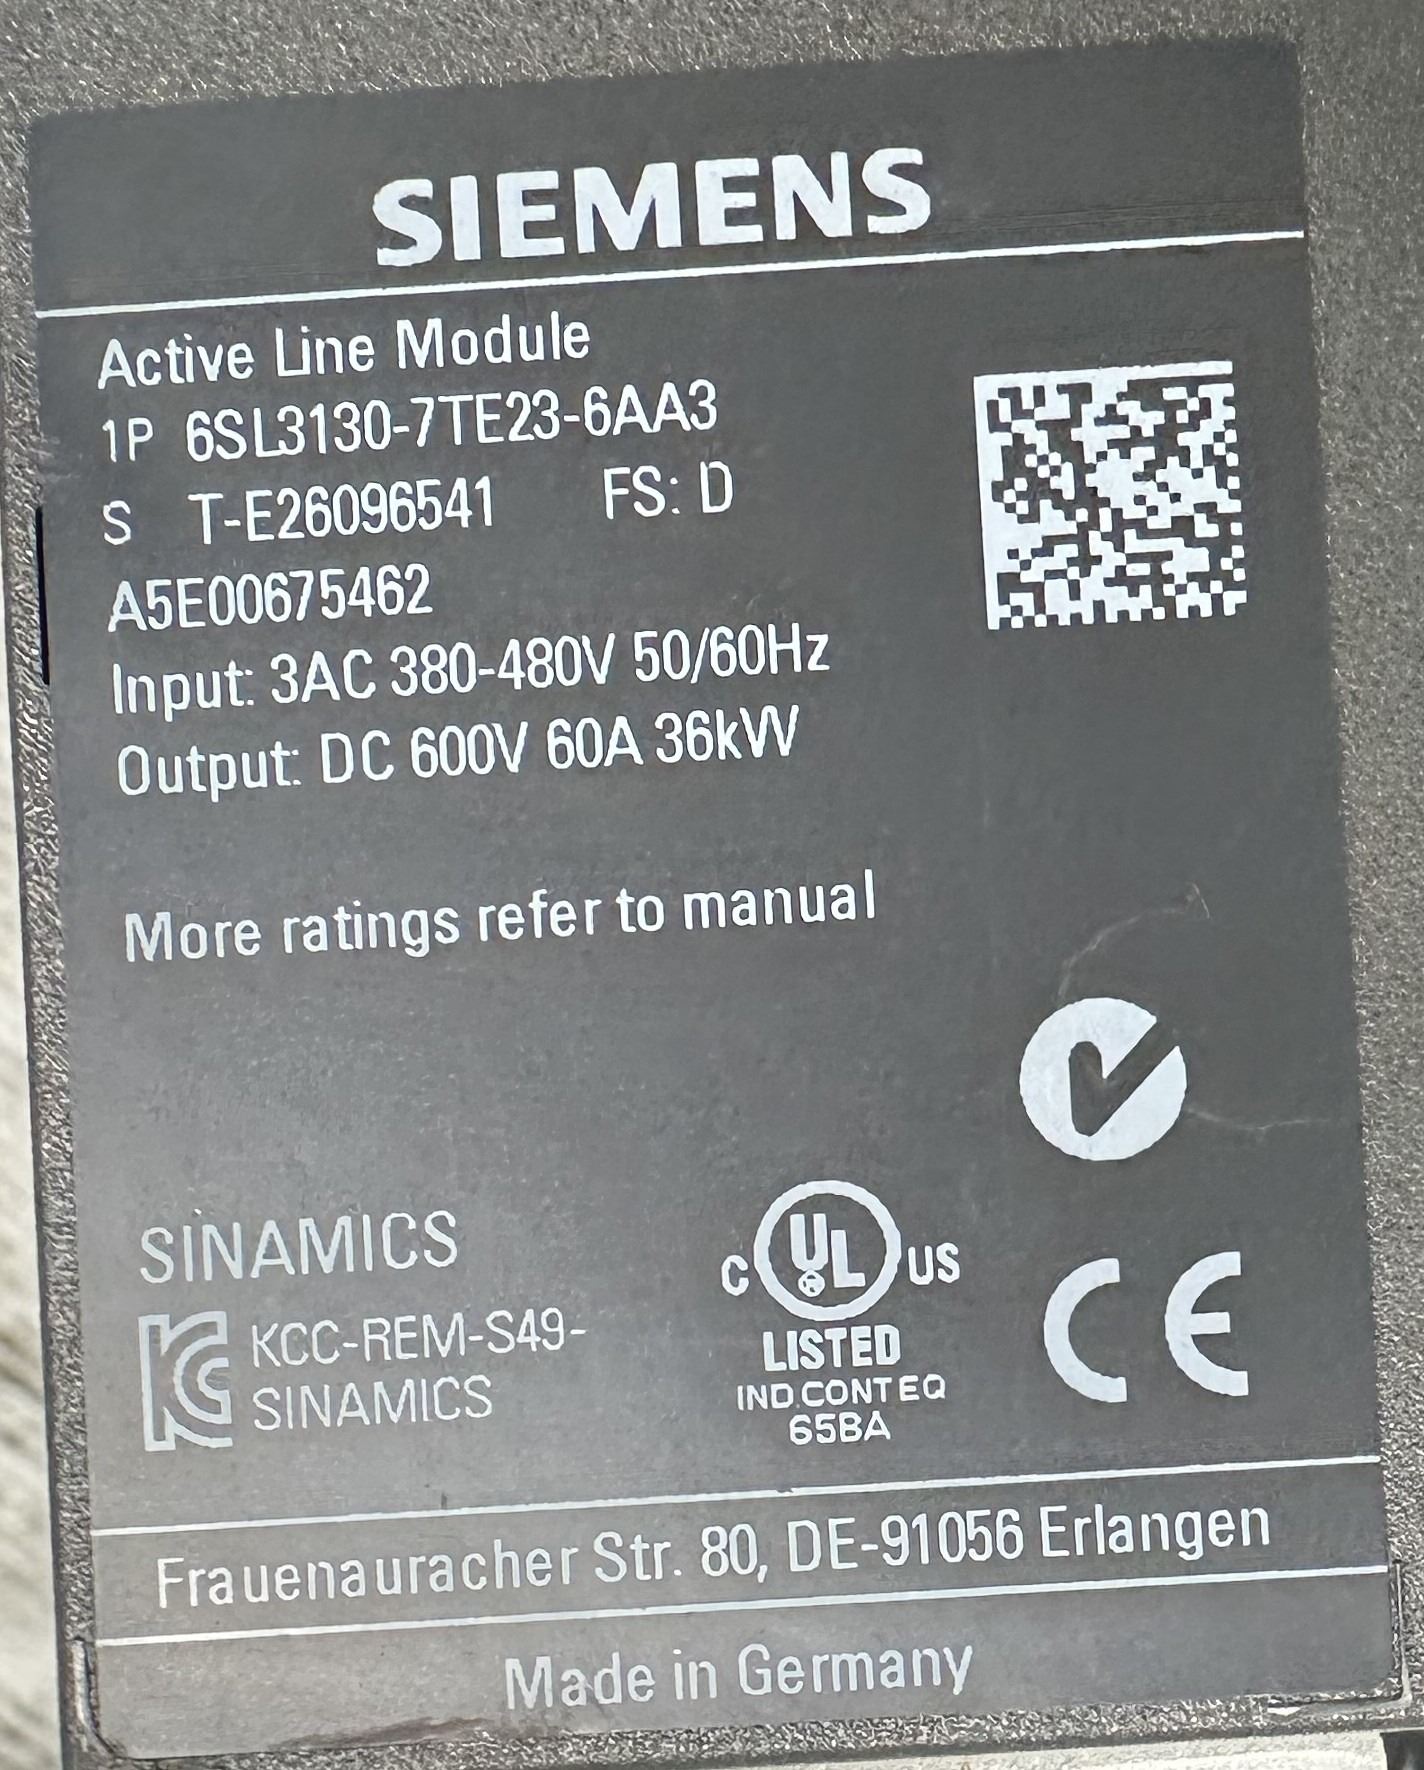 SIEMENS
Active Line Module
1P 6SL3130-7TE23-6AA3
S T-E26096541 FS: D
A5E00675462
Input: 3AC 380-480V 50/60Hz
Output: DC 600V 60A 36kW
More ratings refer to manual
SINAMICS
KCC-REM-S49-
SINAMICS
C UL US
LISTED
IND.CONT EQ
65BA
CE
Frauenauracher Str. 80, DE-91056 Erlangen
Made in Germany